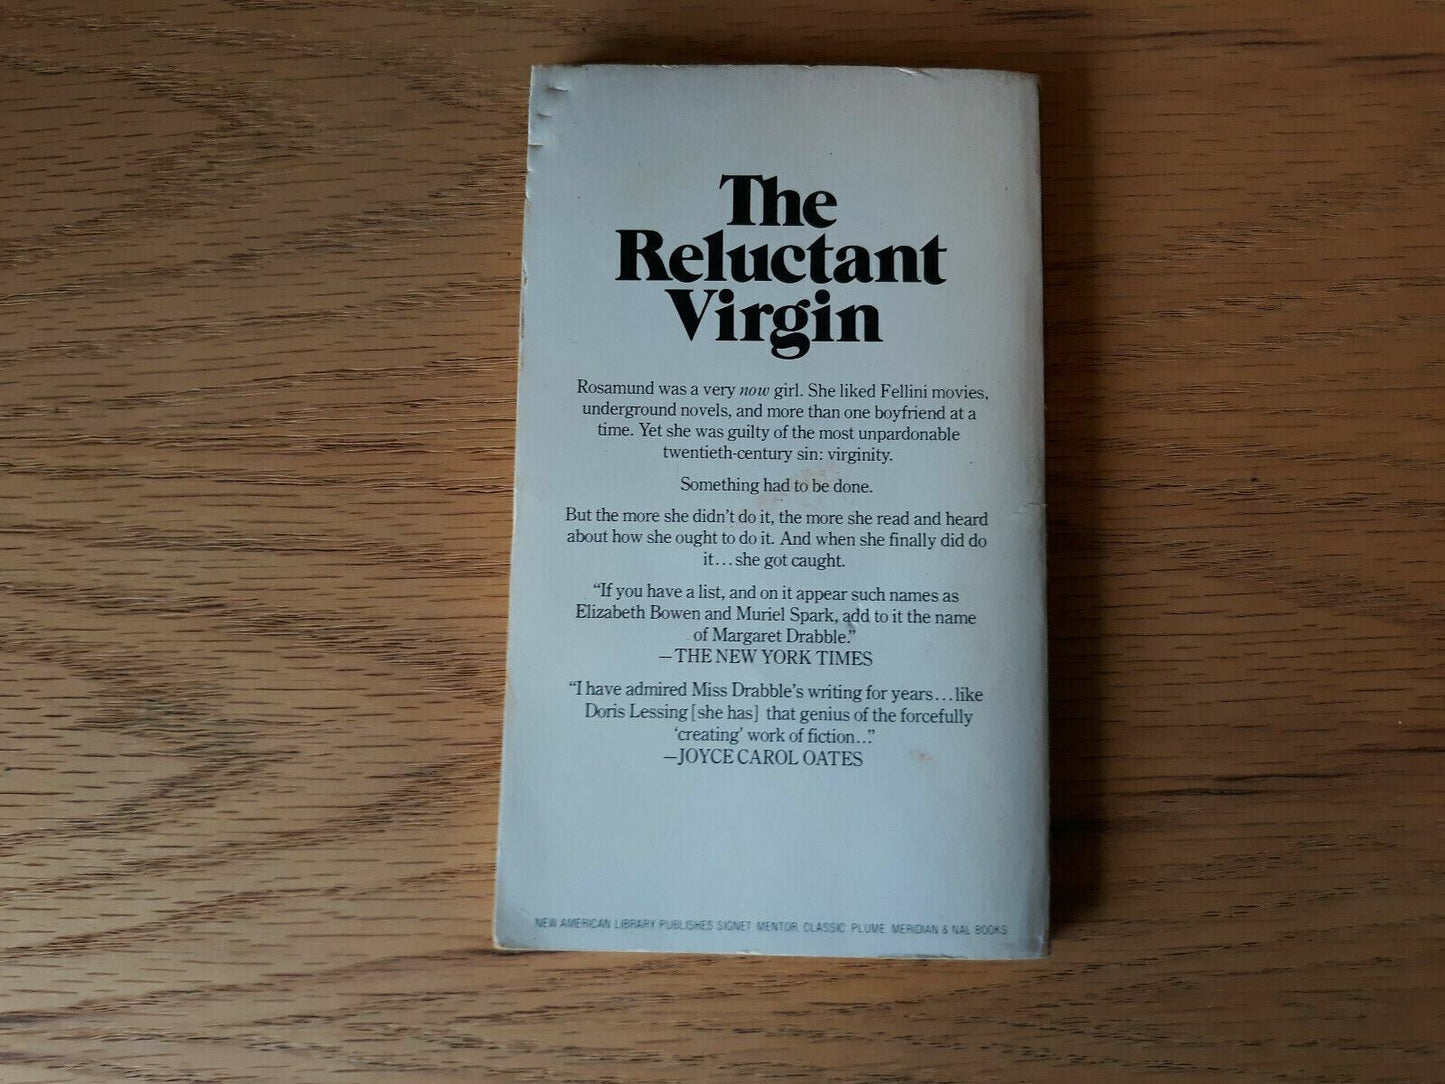 The
Reluctant
Virgin
Rosamund was a very now girl. She liked Fellini movies,
underground novels, and more than one boyfriend at a
time. Yet she was guilty of the most unpardonable
twentieth-century sin: virginity.
Something had to be done.
But the more she didn't do it, the more she read and heard
about how she ought to do it. And when she finally did do
it...she got caught.
"If you have a list, and on it appear such names as
Elizabeth Bowen and Muriel Spark, add to it the name
of Margaret Drabble."
—THE NEW YORK TIMES
"I have admired Miss Drabble's writing for years...like
Doris Lessing [she has] that genius of the forcefully
'creating' work of fiction..."
—JOYCE CAROL OATES
NEW AMERICAN LIBRARY PUBLISHES SIGNET, MENTOR, CLASSIC, PLUME, MERIDIAN & NAL BOOKS